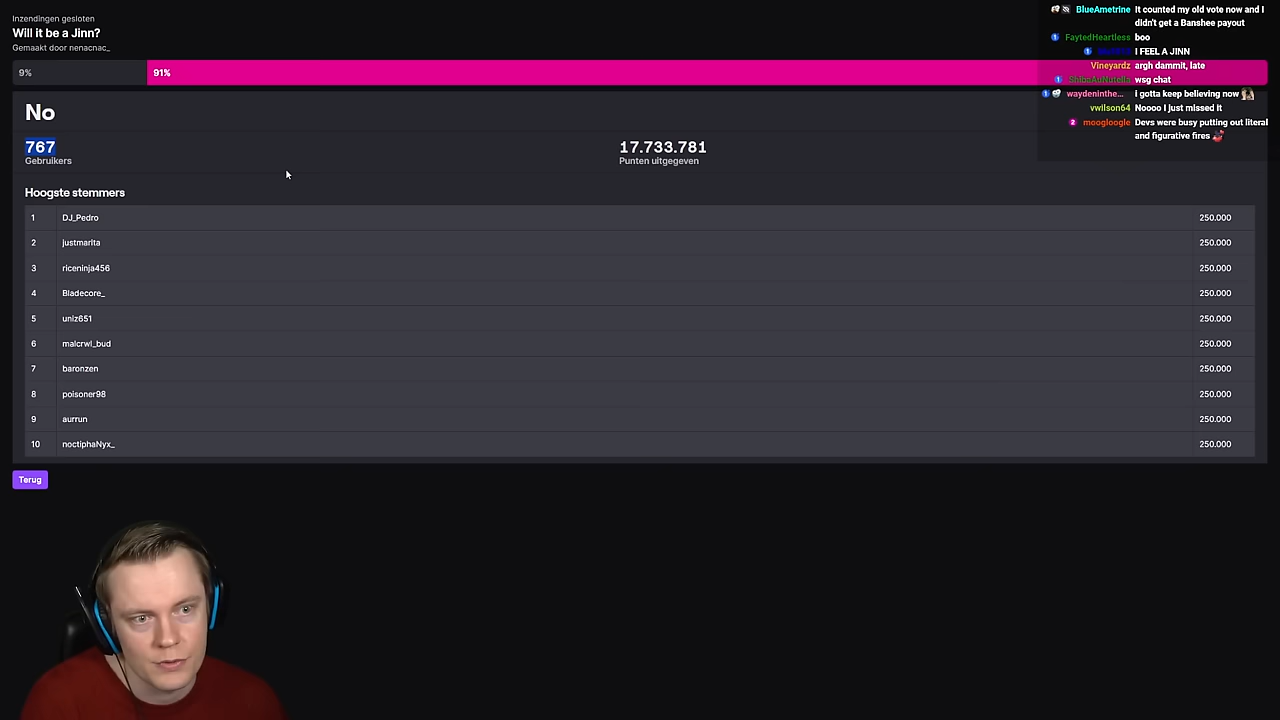 Inzendingen gesloten
Will it be a Jinn?
Gemaakt door nenacnac_
9%
91%
No
767
Gebruikers
17.733.781
Punten uitgegeven
Hoogste stemmers
1 DJ_Pedro 250.000
2 justmarita 250.000
3 riceninja456 250.000
4 Bladecore_ 250.000
5 uniz651 250.000
6 malcrwl_bud 250.000
7 baronzen 250.000
8 poisoner98 250.000
9 aurrun 250.000
10 noctiphaNyx_ 250.000
Terug
BlueAmetrine It counted my old vote now and I
didn't get a Banshee payout
FaytedHeartless boo
I FEEL A JINN
Vineyardz argh dammit, late
ShibaAuNutella wsg chat
waydeninthe... I gotta keep believing now
vwilson64 Noooo I just missed it
2 moogloogle Devs were busy putting out literal
and figurative fires